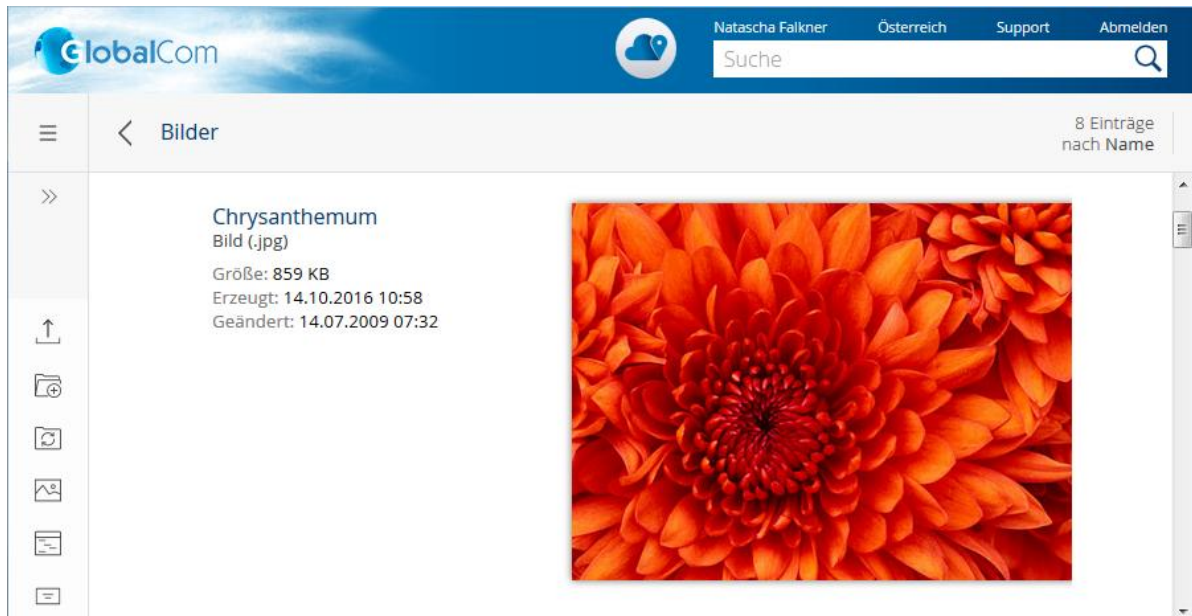 GlobalCom
Natascha Falkner Österreich Support Abmelden
Suche
Bilder
8 Einträge
nach Name
Chrysanthemum
Bild (.jpg)
Größe: 859 KB
Erzeugt: 14.10.2016 10:58
Geändert: 14.07.2009 07:32